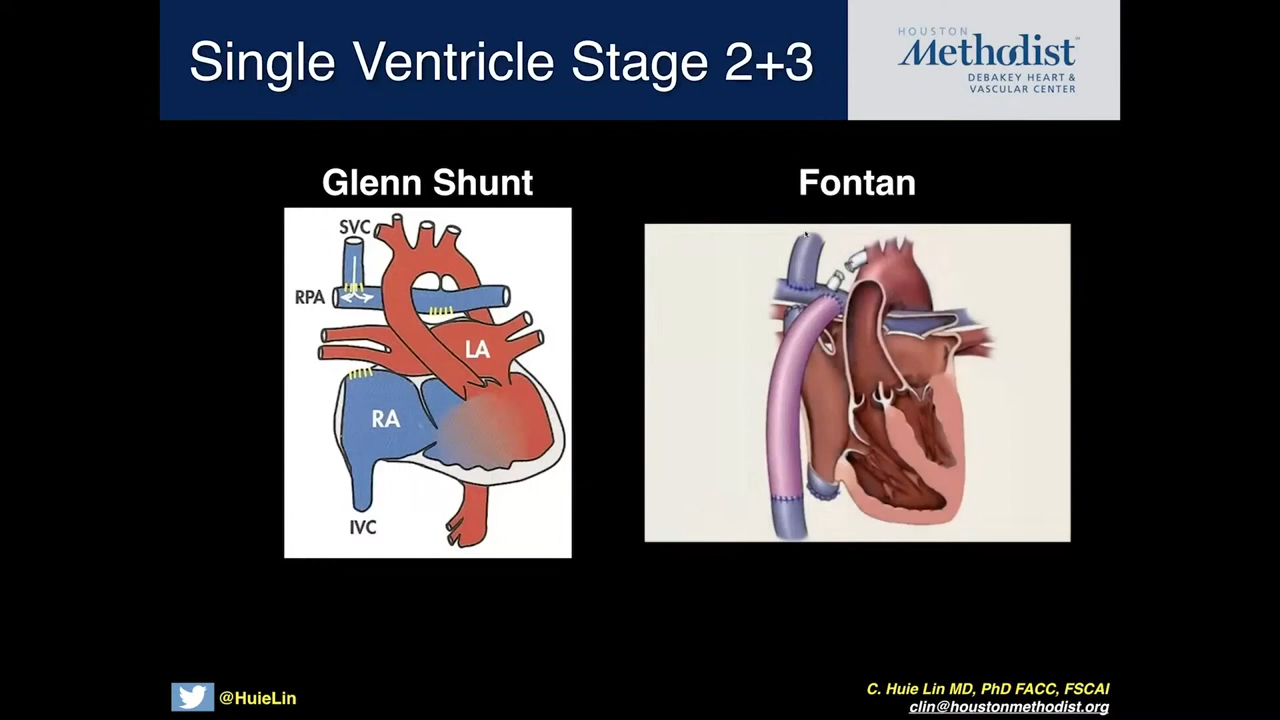 Single Ventricle Stage 2+3
HOUSTON
Methodist
DEBAKEY HEART &
VASCULAR CENTER
Glenn Shunt
Fontan
SVC
RPA
LA
RA
IVC
@HuieLin
C. Huie Lin MD, PhD FACC, FSCAI
clin@houstonmethodist.org